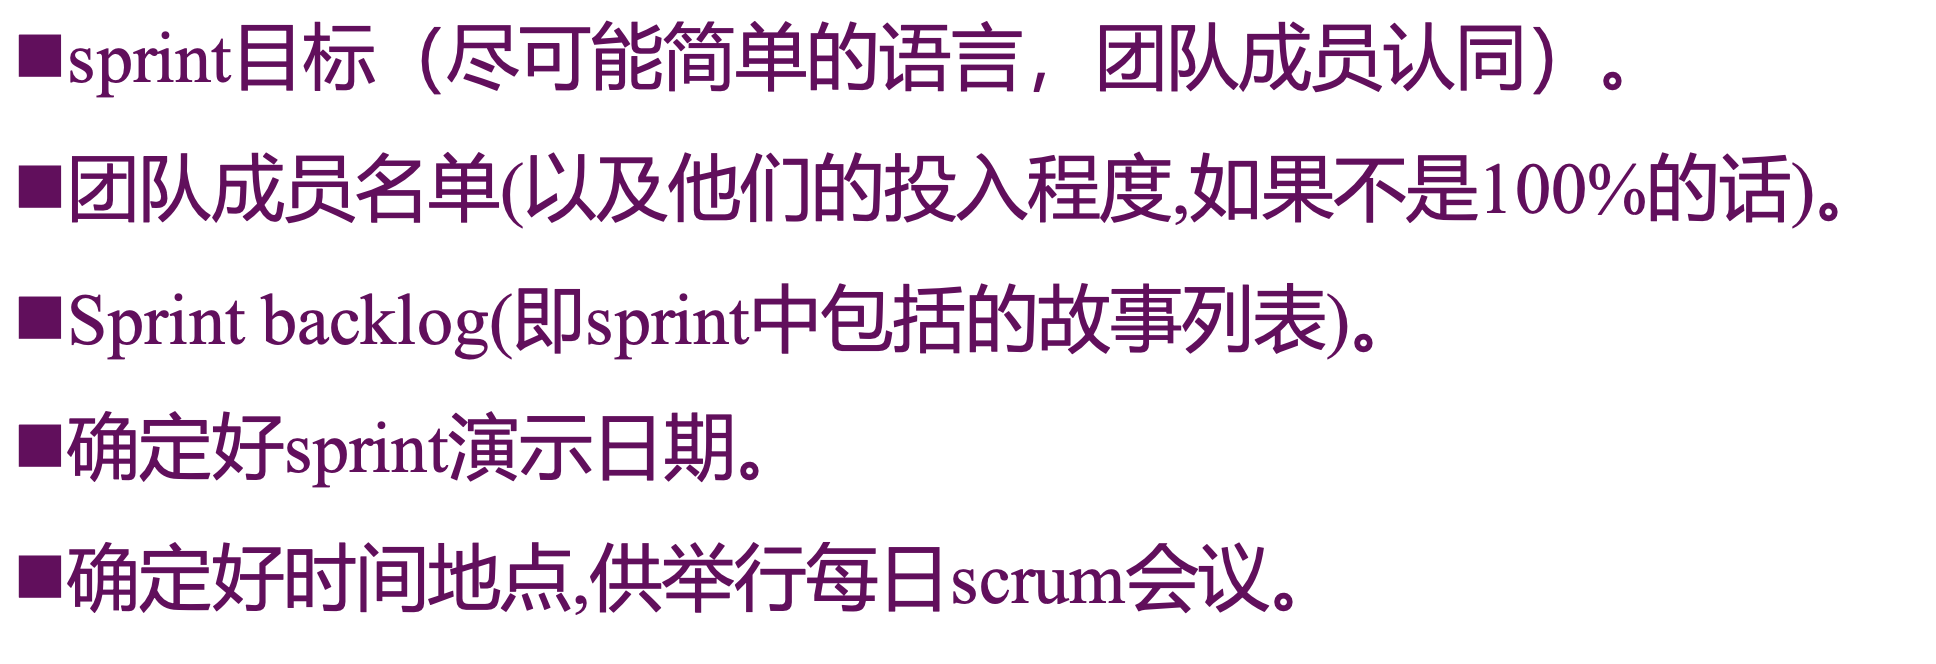 ■sprint目标（尽可能简单的语言，团队成员认同）。
■团队成员名单(以及他们的投入程度,如果不是100%的话)。
■Sprint backlog(即sprint中包括的故事列表)。
■确定好sprint演示日期。
■确定好时间地点,供举行每日scrum会议。